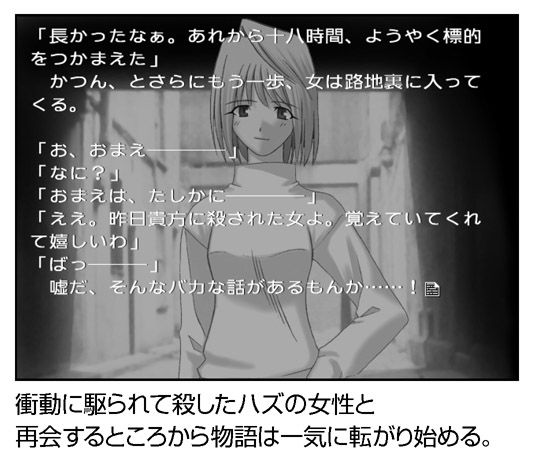 「長かったなぁ。あれから十八時間、ようやく標的
をつかまえた」
　かつん、とさらにもう一歩、女は路地裏に入って
くる。
「お、おまえ―――――」
「なに？」
「おまえは、たしかに―――――」
「ええ。昨日貴方に殺された女よ。覚えていてくれ
て嬉しいわ」
「ばっ―――」
　嘘だ、そんなバカな話があるもんか……！
衝動に駆られて殺したハズの女性と
再会するところから物語は一気に転がり始める。